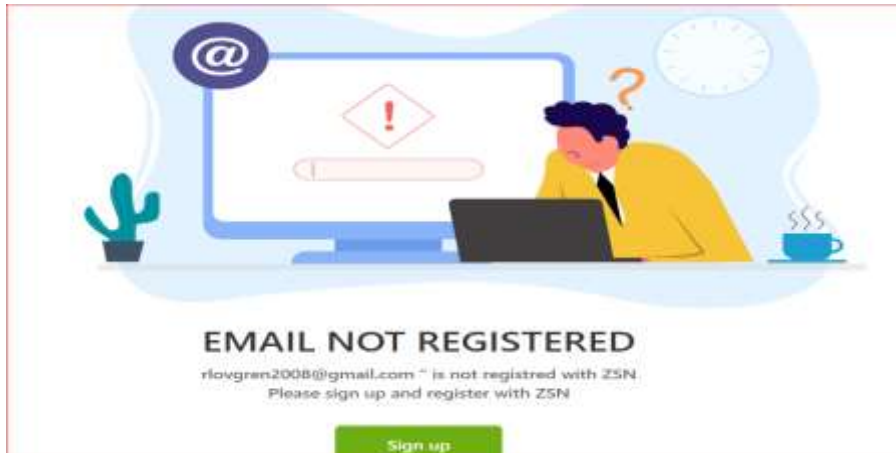 @
!
?
EMAIL NOT REGISTERED
rlovgren2008@gmail.com " is not registred with ZSN
Please sign up and register with ZSN
Sign up